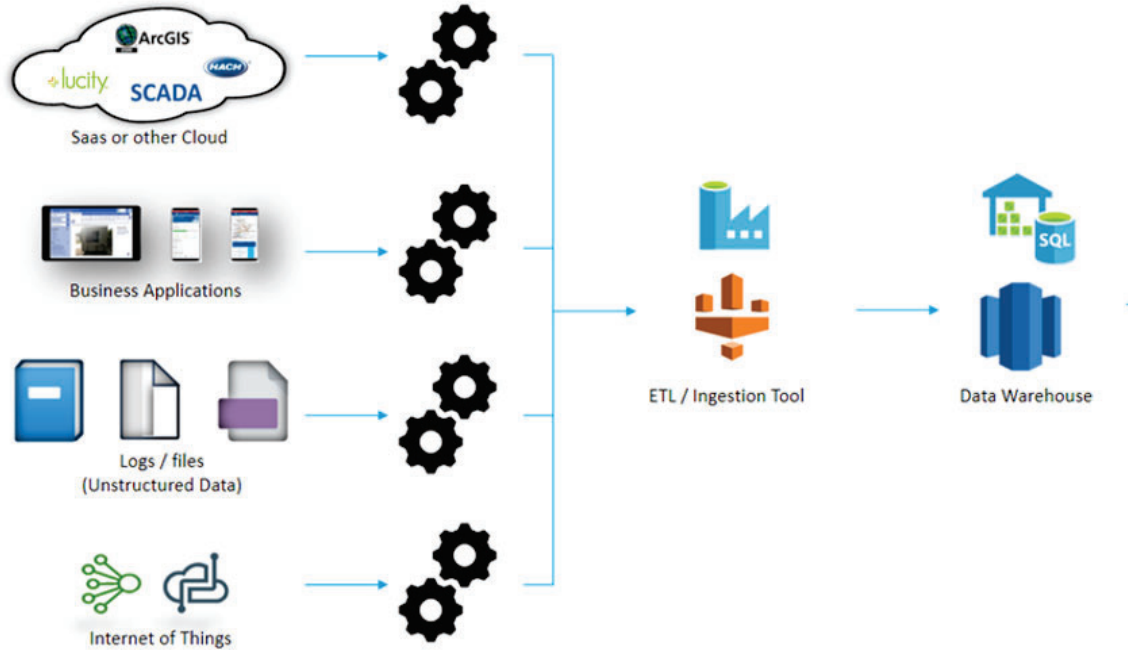 ArcGIS
lucity
HACH
SCADA
Saas or other Cloud
Business Applications
Logs / files
(Unstructured Data)
Internet of Things
ETL / Ingestion Tool
SQL
Data Warehouse